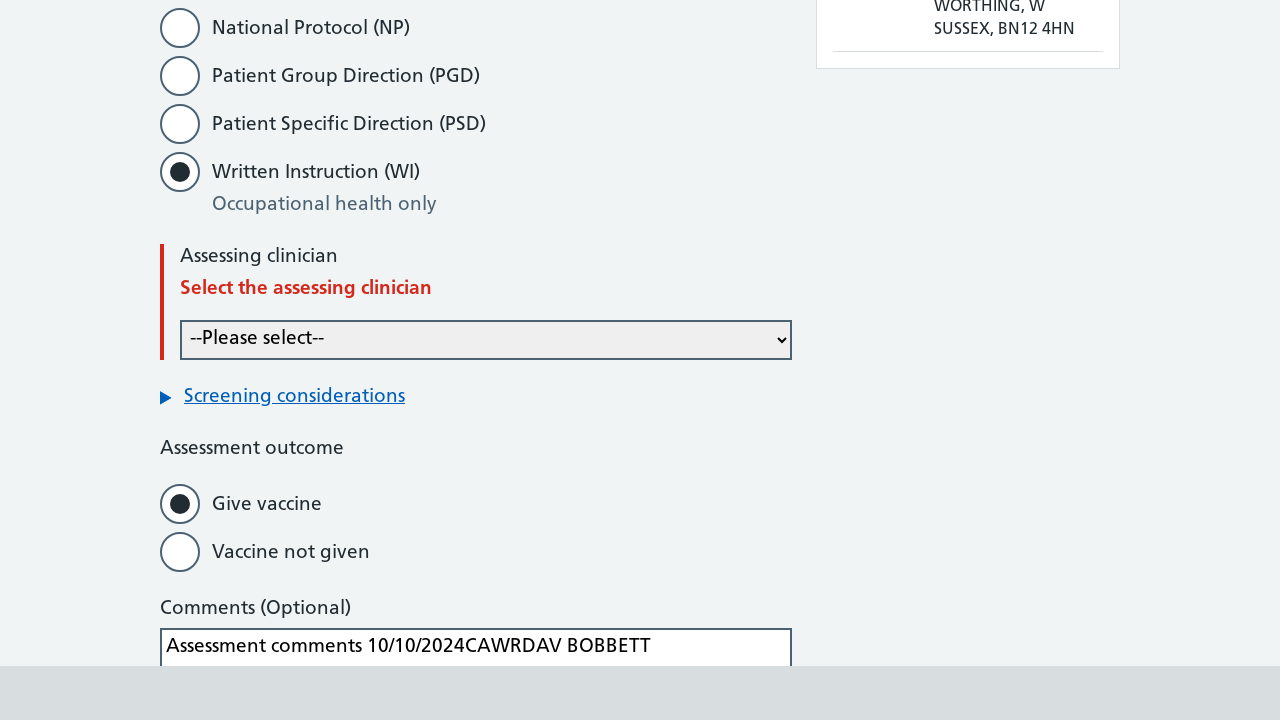 National Protocol (NP)
Patient Group Direction (PGD)
Patient Specific Direction (PSD)
Written Instruction (WI)
Occupational health only
Assessing clinician
Select the assessing clinician
--Please select--
Screening considerations
Assessment outcome
Give vaccine
Vaccine not given
Comments (Optional)
Assessment comments 10/10/2024CAWRDAV BOBBETT
WORTHING, W
SUSSEX, BN12 4HN